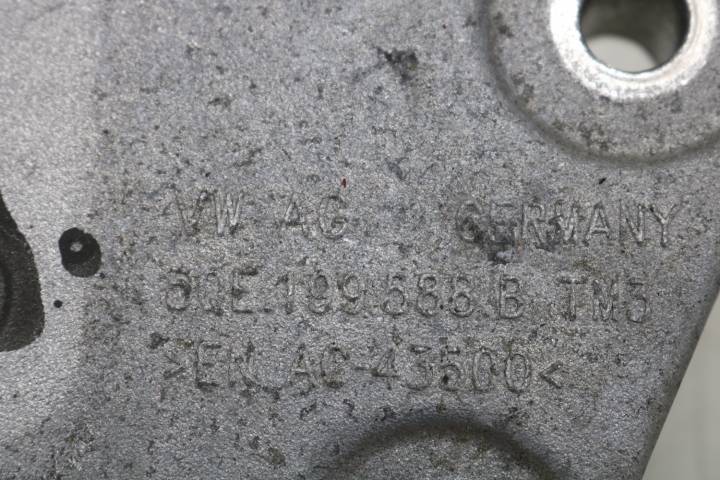 VW AG GERMANY
5QE.199.588.B TM3
>EN AC-43500<